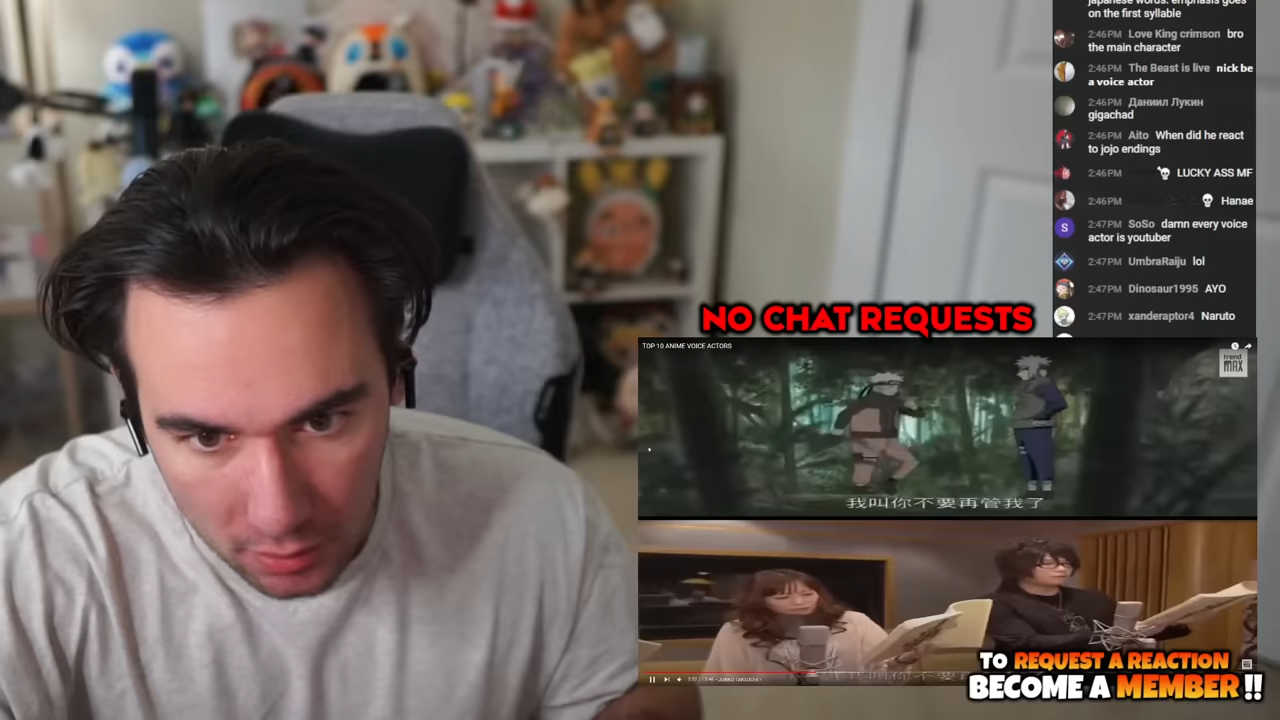 japanese words: emphasis goes
on the first syllable
2:46PM Love King crimson bro
the main character
2:46PM The Beast is live nick be
a voice actor
2:46PM Даниил Лукин
gigachad
2:46PM Aito When did he react
to jojo endings
2:46PM LUCKY ASS MF
2:46PM Hanae
S 2:47PM SoSo damn every voice
actor is youtuber
2:47PM UmbraRaiju lol
2:47PM Dinosaur1995 AYO
2:47PM xanderaptor4 Naruto
NO CHAT REQUESTS
TOP 10 ANIME VOICE ACTORS
trend
MAX
我叫你不要再管我了
TO REQUEST A REACTION
BECOME A MEMBER !!
JUNKO TAKEUCHI